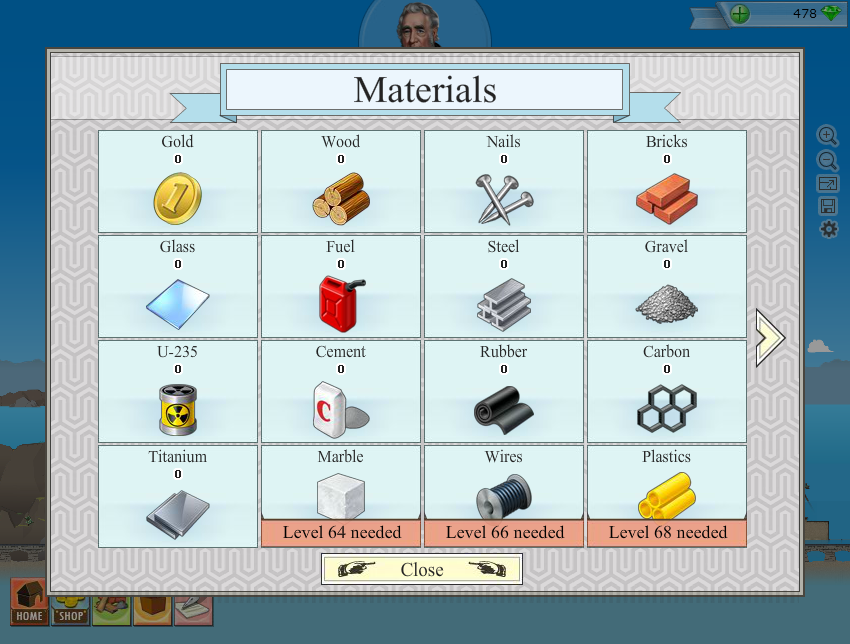 478
Materials
Gold
0
Wood
0
Nails
0
Bricks
0
Glass
0
Fuel
0
Steel
0
Gravel
0
U-235
0
Cement
0
C
Rubber
0
Carbon
0
Titanium
0
Marble
Level 64 needed
Wires
Level 66 needed
Plastics
Level 68 needed
Close
HOME
SHOP